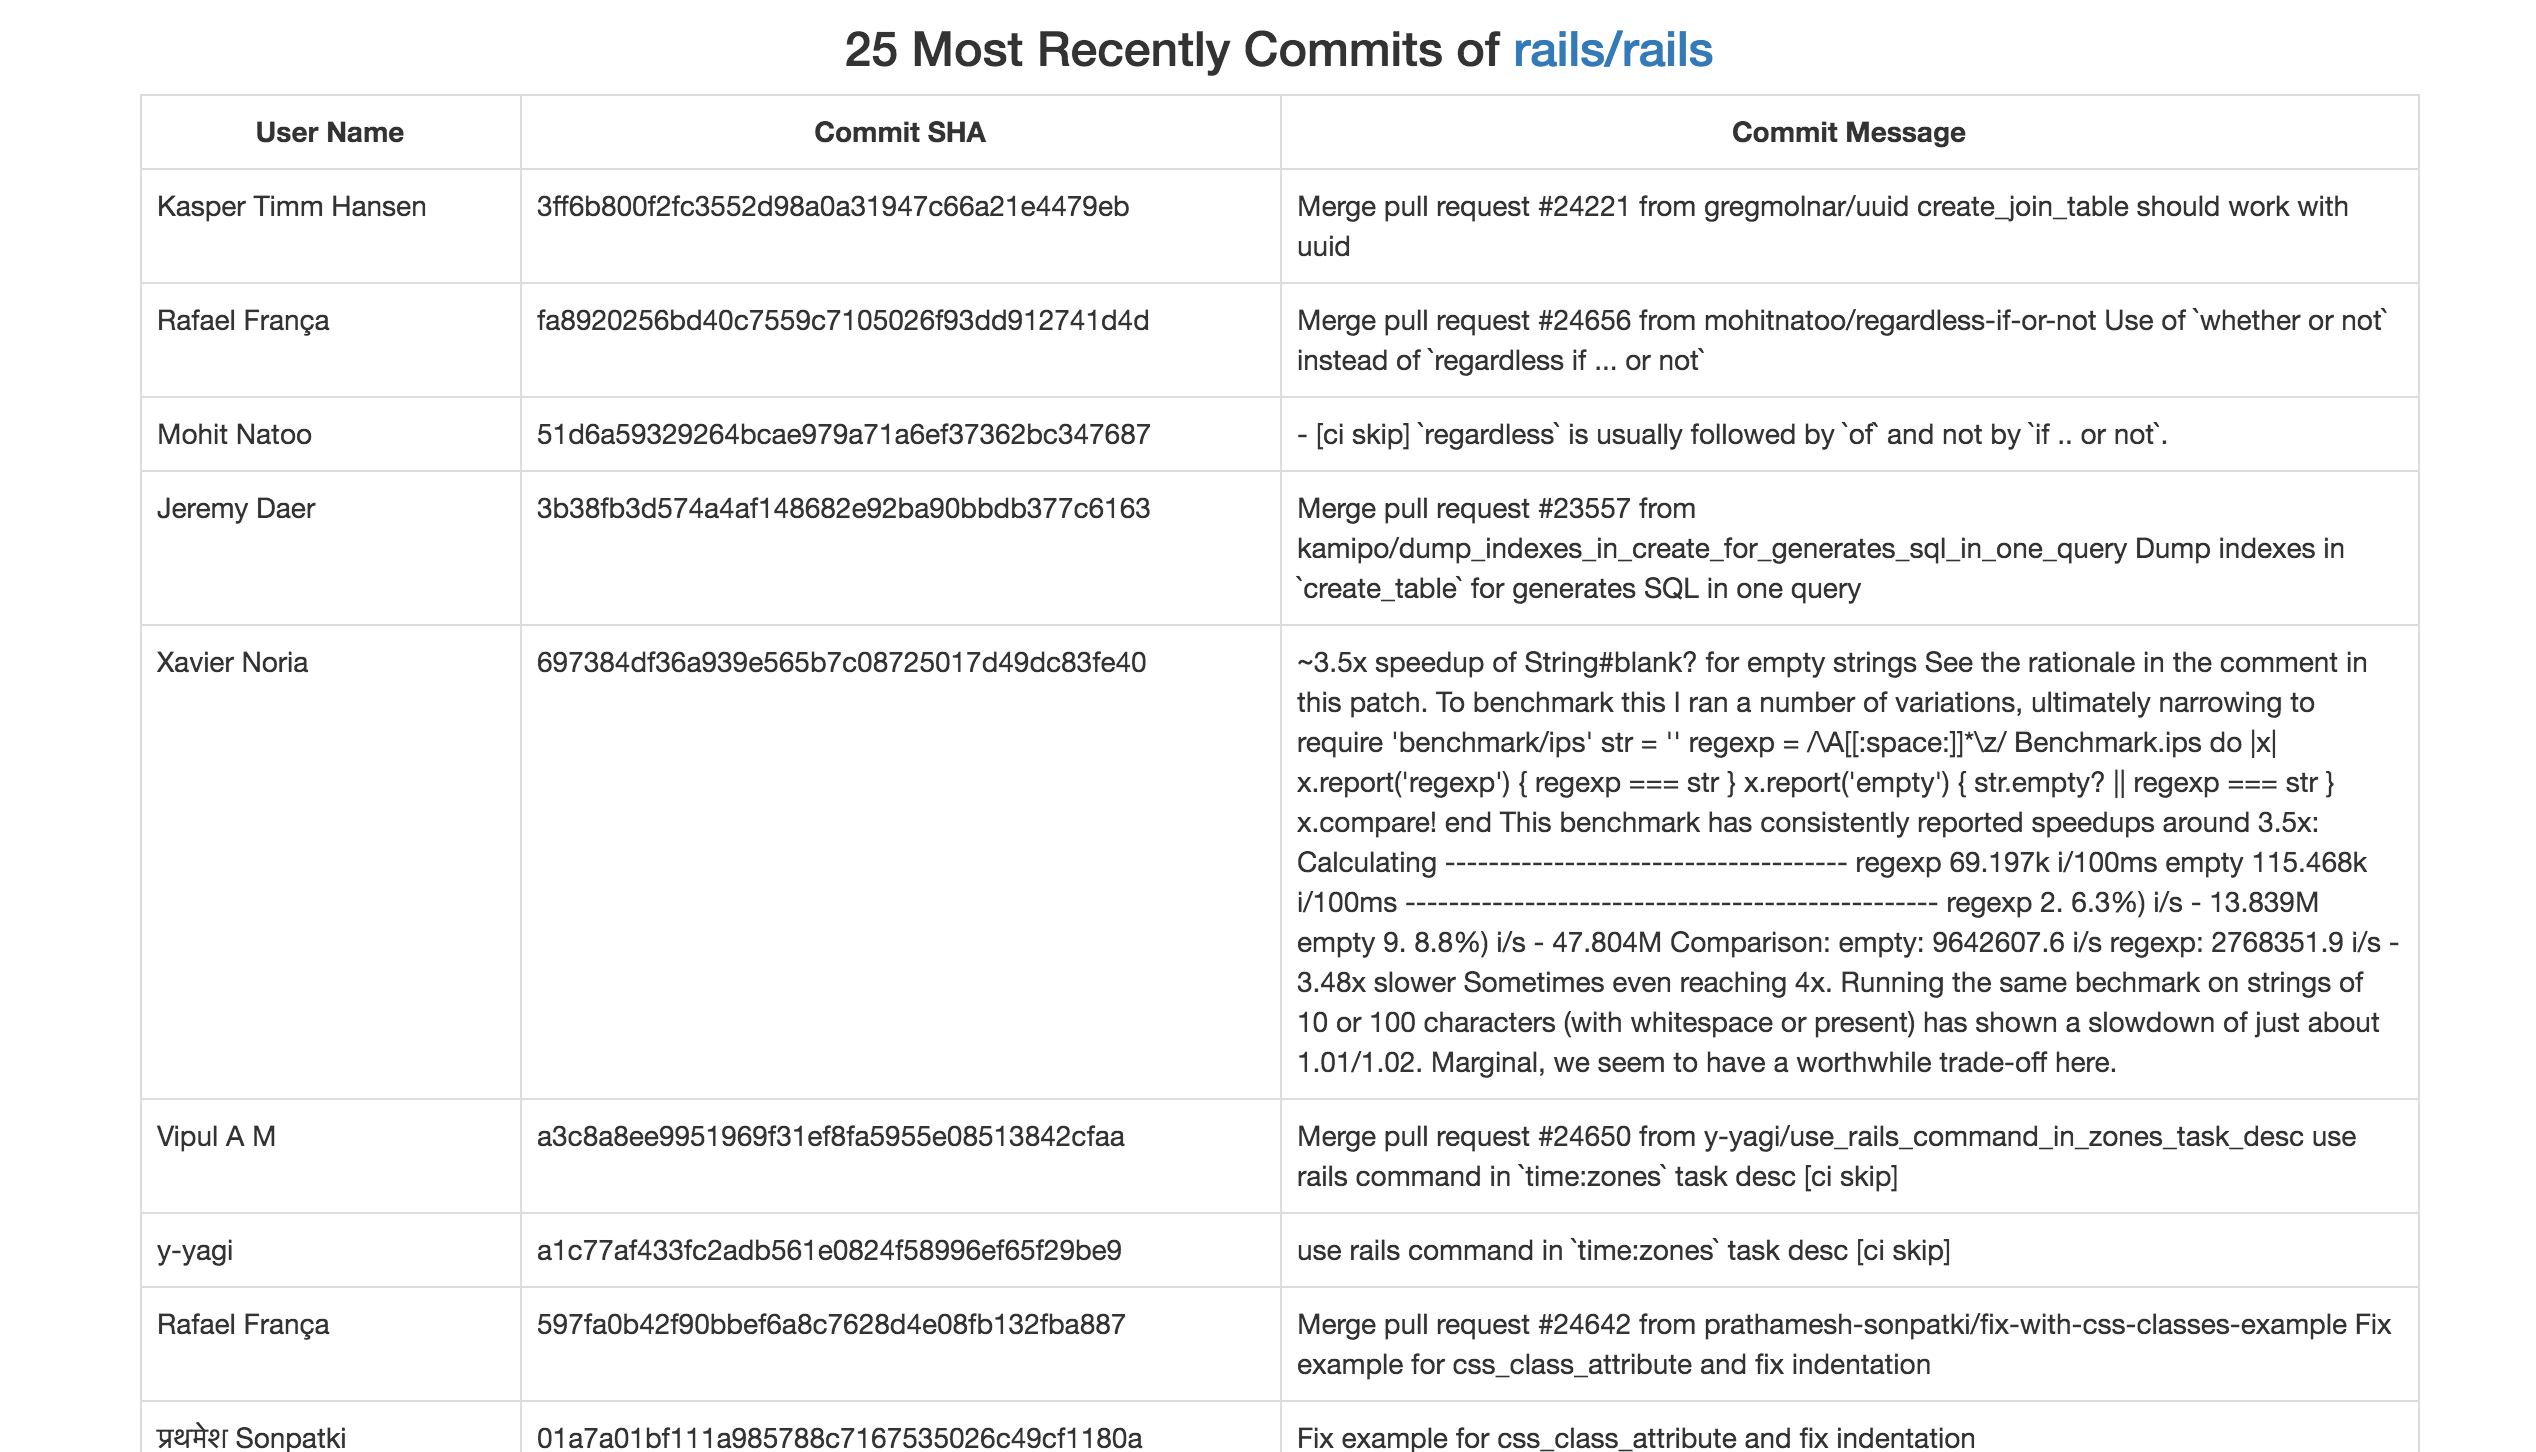 25 Most Recently Commits of rails/rails
User Name Commit SHA Commit Message
Kasper Timm Hansen 3ff6b800f2fc3552d98a0a31947c66a21e4479eb Merge pull request #24221 from gregmolnar/uuid create_join_table should work with
uuid
Rafael França fa8920256bd40c7559c7105026f93dd912741d4d Merge pull request #24656 from mohitnatoo/regardless-if-or-not Use of `whether or not`
instead of `regardless if ... or not`
Mohit Natoo 51d6a59329264bcae979a71a6ef37362bc347687 - [ci skip] `regardless` is usually followed by `of` and not by `if .. or not`.
Jeremy Daer 3b38fb3d574a4af148682e92ba90bbdb377c6163 Merge pull request #23557 from
kamipo/dump_indexes_in_create_for_generates_sql_in_one_query Dump indexes in
`create_table` for generates SQL in one query
Xavier Noria 697384df36a939e565b7c08725017d49dc83fe40 ~3.5x speedup of String#blank? for empty strings See the rationale in the comment in
this patch. To benchmark this I ran a number of variations, ultimately narrowing to
require 'benchmark/ips' str = '' regexp = /\A[[:space:]]*\z/ Benchmark.ips do |x|
x.report('regexp') { regexp === str } x.report('empty') { str.empty? || regexp === str }
x.compare! end This benchmark has consistently reported speedups around 3.5x:
Calculating ------------------------------------- regexp 69.197k i/100ms empty 115.468k
i/100ms ------------------------------------------------- regexp 2. 6.3%) i/s - 13.839M
empty 9. 8.8%) i/s - 47.804M Comparison: empty: 9642607.6 i/s regexp: 2768351.9 i/s -
3.48x slower Sometimes even reaching 4x. Running the same bechmark on strings of
10 or 100 characters (with whitespace or present) has shown a slowdown of just about
1.01/1.02. Marginal, we seem to have a worthwhile trade-off here.
Vipul A M a3c8a8ee9951969f31ef8fa5955e08513842cfaa Merge pull request #24650 from y-yagi/use_rails_command_in_zones_task_desc use
rails command in `time:zones` task desc [ci skip]
y-yagi a1c77af433fc2adb561e0824f58996ef65f29be9 use rails command in `time:zones` task desc [ci skip]
Rafael França 597fa0b42f90bbef6a8c7628d4e08fb132fba887 Merge pull request #24642 from prathamesh-sonpatki/fix-with-css-classes-example Fix
example for css_class_attribute and fix indentation
प्रथमेश Sonpatki 01a7a01bf111a985788c7167535026c49cf1180a Fix example for css_class_attribute and fix indentation